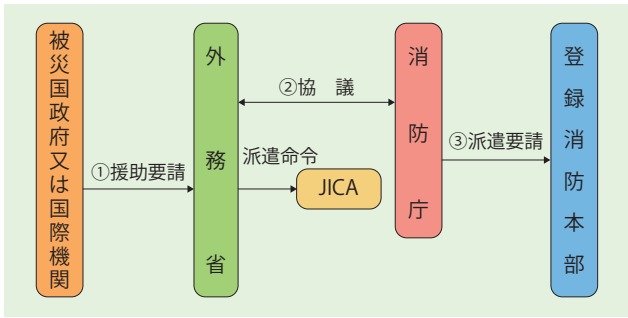 被災国政府又は国際機関
①援助要請
外務省
②協　議
派遣命令
JICA
消防庁
③派遣要請
登録消防本部